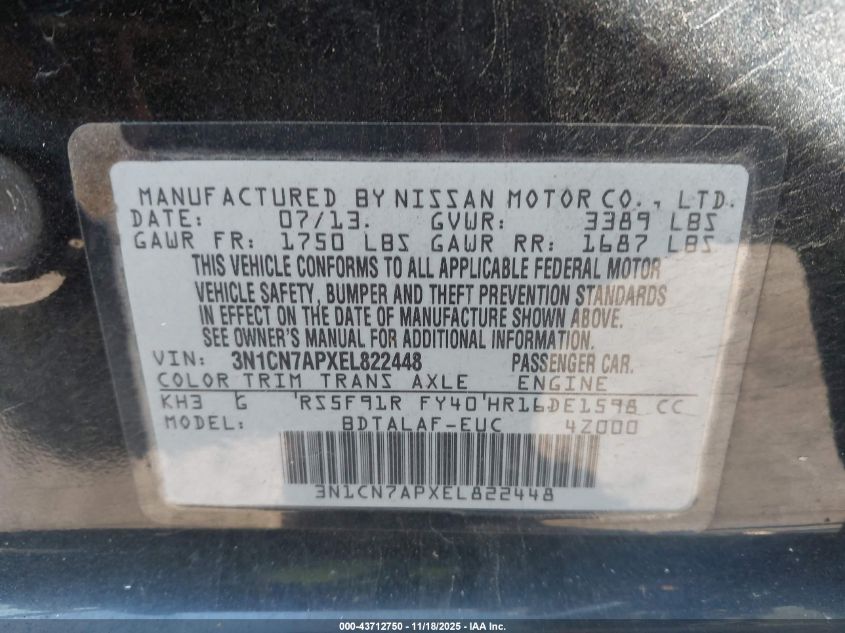 MANUFACTURED BY NISSAN MOTOR CO., LTD.
DATE: 07/13. GVWR: 3389 LBS
GAWR FR: 1750 LBS GAWR RR: 1687 LBS
THIS VEHICLE CONFORMS TO ALL APPLICABLE FEDERAL MOTOR
VEHICLE SAFETY, BUMPER AND THEFT PREVENTION STANDARDS
IN EFFECT ON THE DATE OF MANUFACTURE SHOWN ABOVE.
SEE OWNER'S MANUAL FOR ADDITIONAL INFORMATION.
VIN: 3N1CN7APXEL822448 PASSENGER CAR.
COLOR TRIM TRANS AXLE ENGINE
KH3 G 'RS5F91R FY40'HR16DE1598 CC
MODEL: BDTALAF-EUC 4Z000
3N1CN7APXEL822448
000-43712750 - 11/18/2025 - IAA Inc.